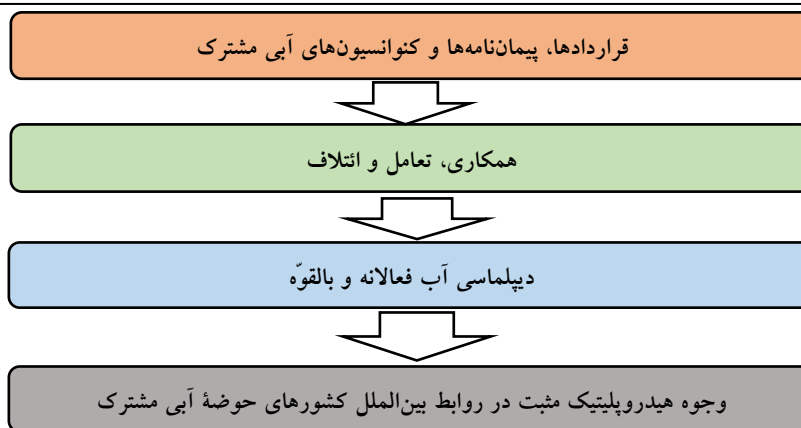 قراردادها، پیمان‌نامه‌ها و کنوانسیون‌های آبی مشترک
همکاری، تعامل و ائتلاف
دیپلماسی آب فعالانه و بالقوّه
وجوه هیدروپلیتیک مثبت در روابط بین‌الملل کشورهای حوضهٔ آبی مشترک